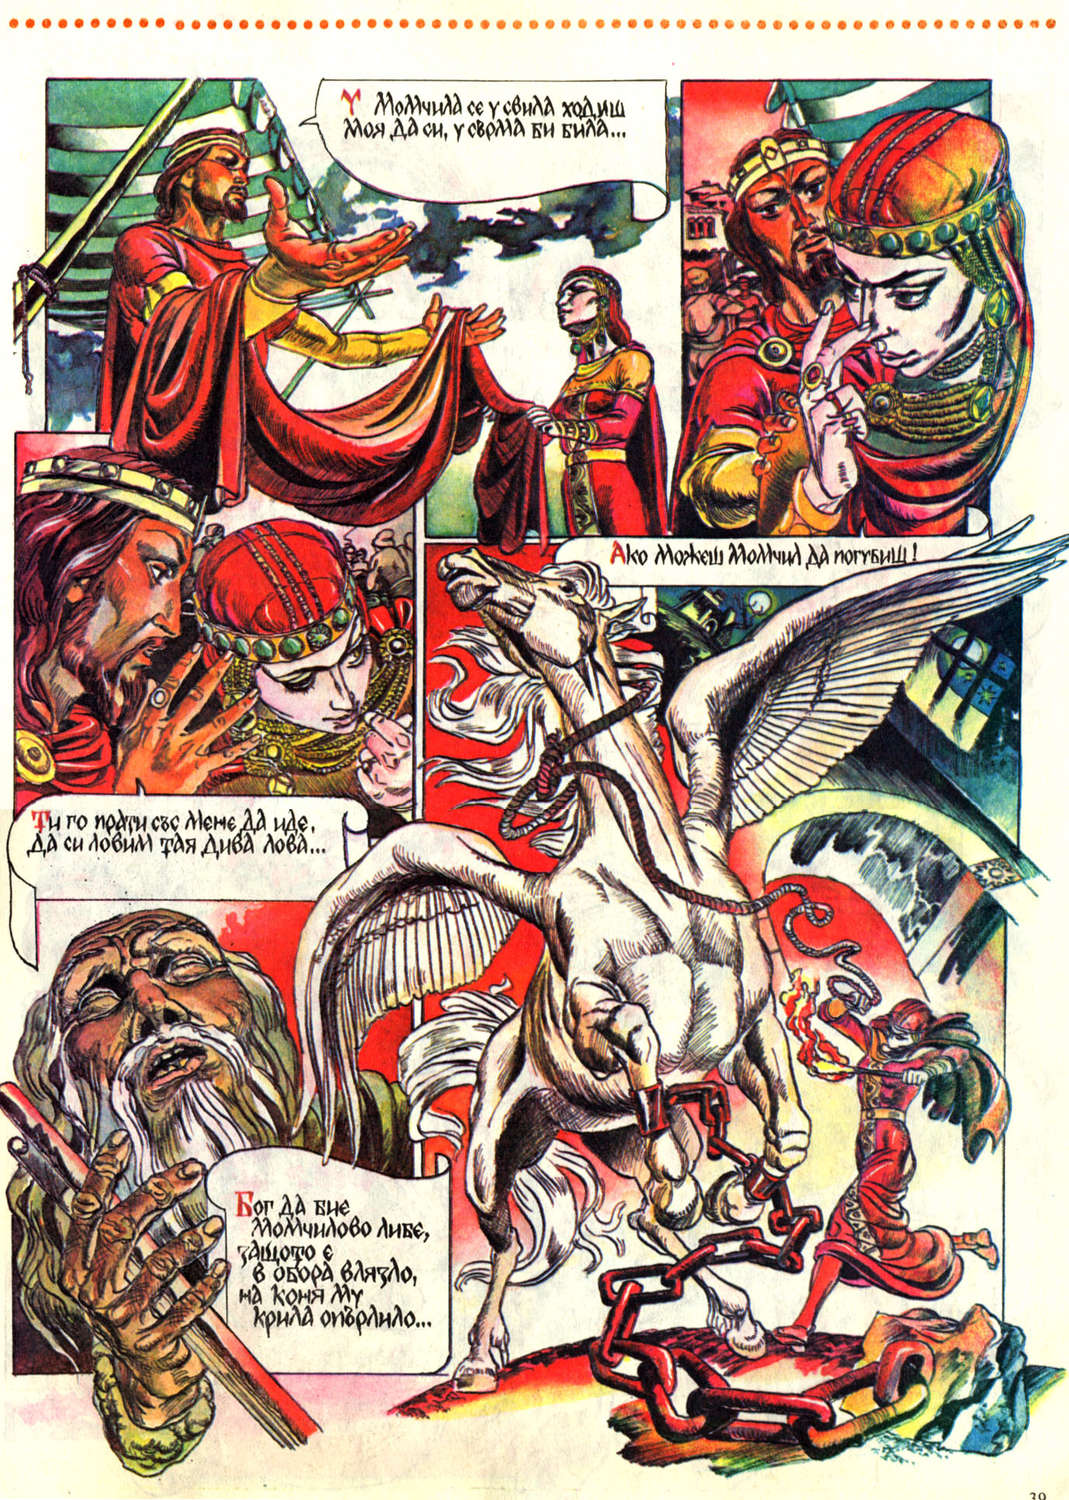 У Момчила се у свила ходиш
моя да си, у сърма би била...
Ако можеш Момчил да погубиш!
Ти го прати със мене да иде,
да си ловим тая дива лова...
Бог да бие
Момчилово либе,
защото е
в обора влязло,
на коня му
крила опърлило...
39